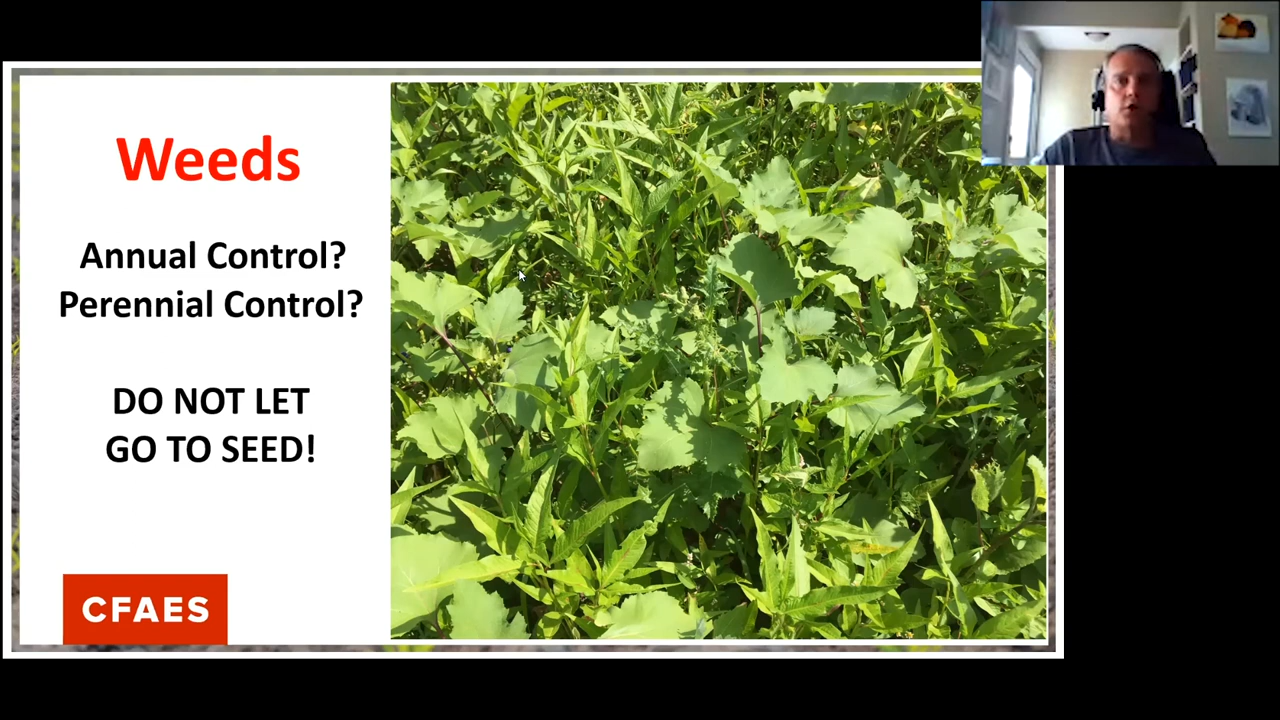 Weeds
Annual Control?
Perennial Control?
DO NOT LET
GO TO SEED!
CFAES